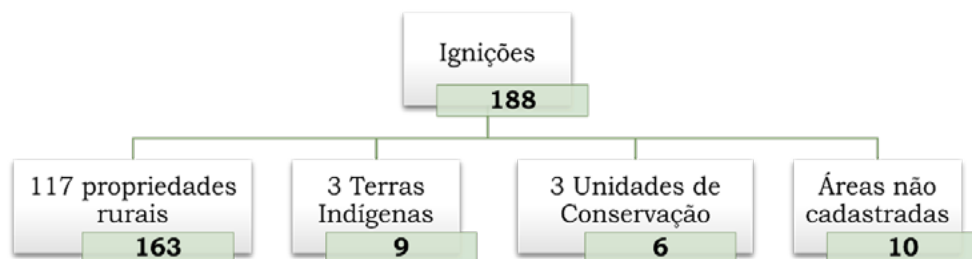 Ignições
188
117 propriedades
rurais
163
3 Terras
Indígenas
9
3 Unidades de
Conservação
6
Áreas não
cadastradas
10